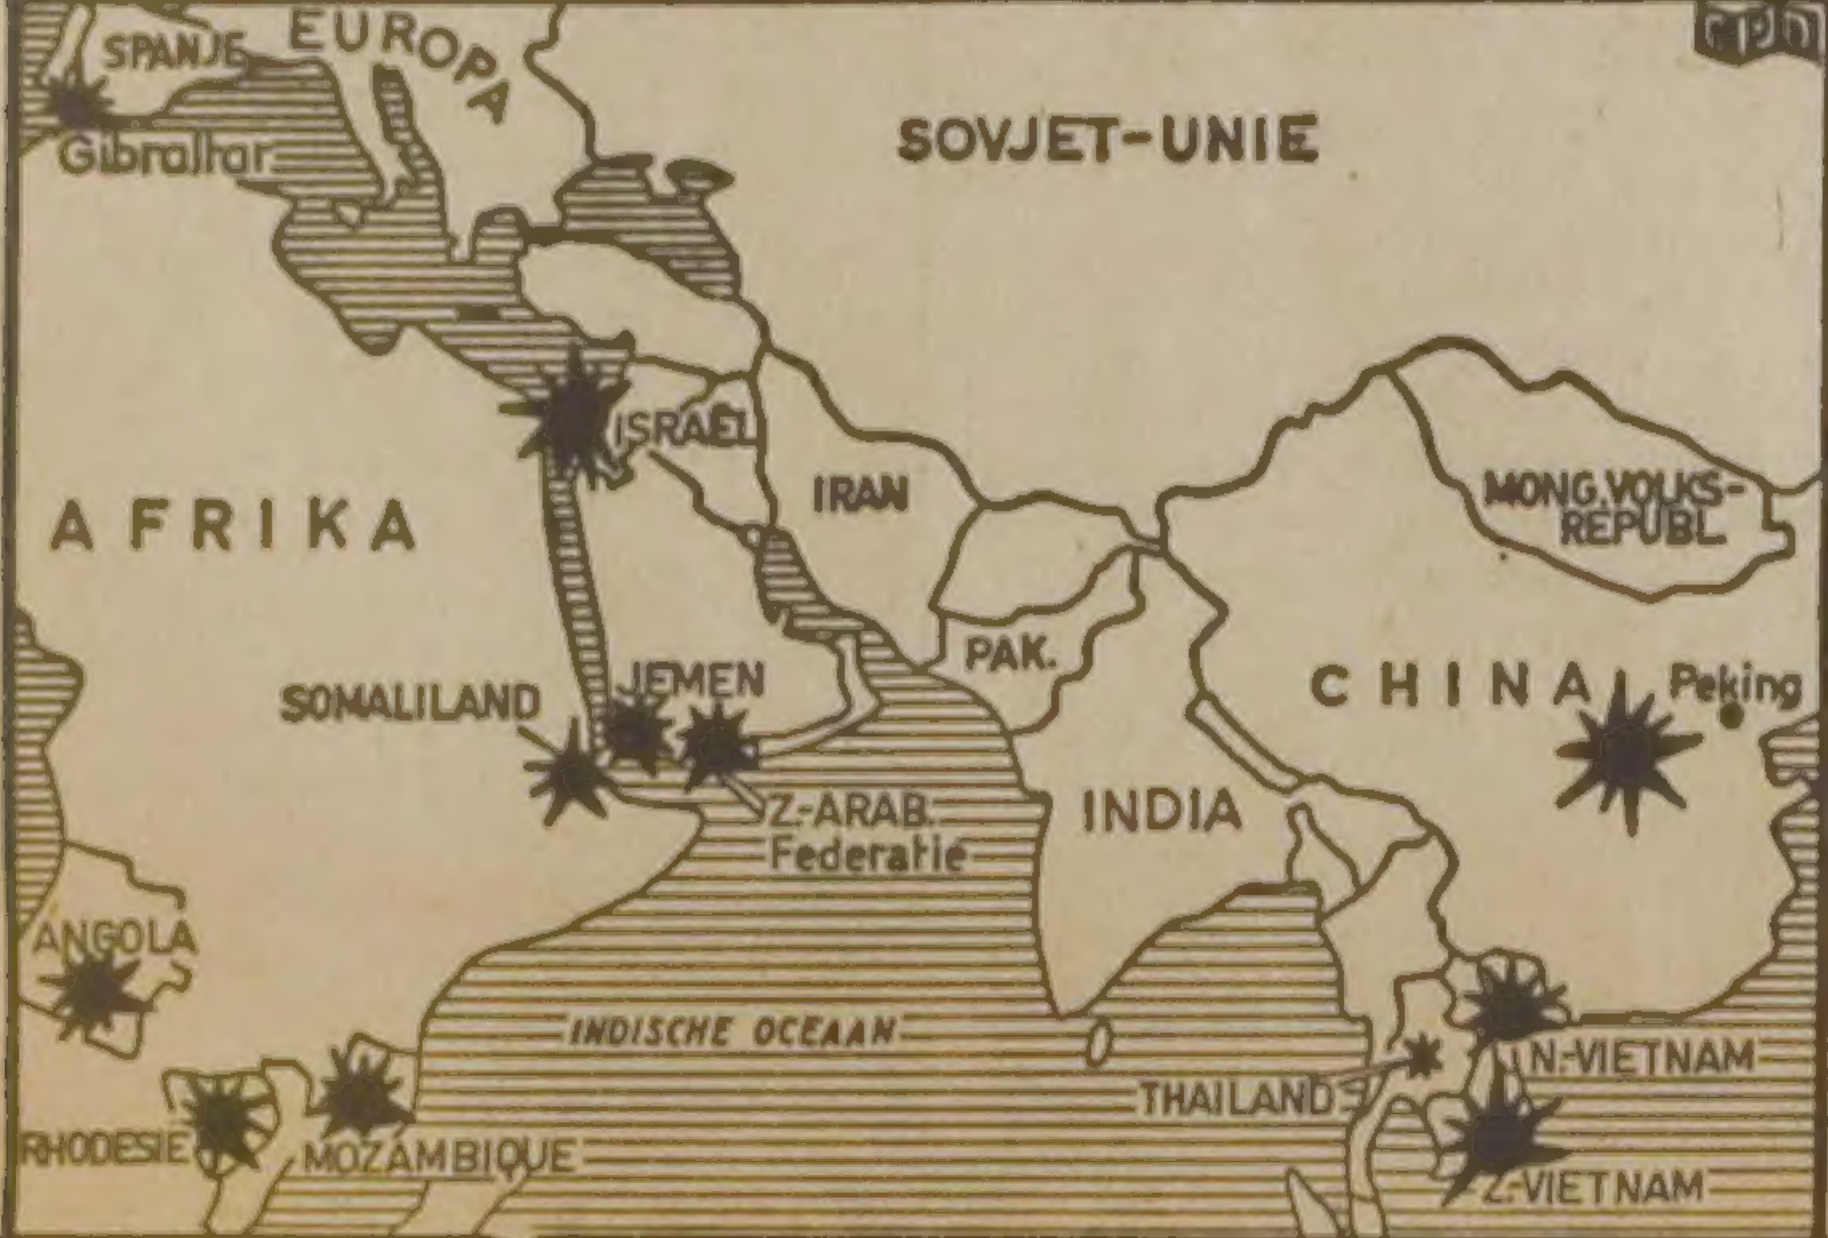 SPANJE
EUROPA
Gibraltar
SOVJET-UNIE
ISRAEL
IRAN
AFRIKA
MONG.VOLKS-
REPUBL.
PAK.
CHINA
Peking
JEMEN
SOMALILAND
Z.-ARAB.
Federatie
INDIA
ANGOLA
INDISCHE OCEAAN
N.-VIETNAM
THAILAND
RHODESIE
MOZAMBIQUE
Z.-VIETNAM